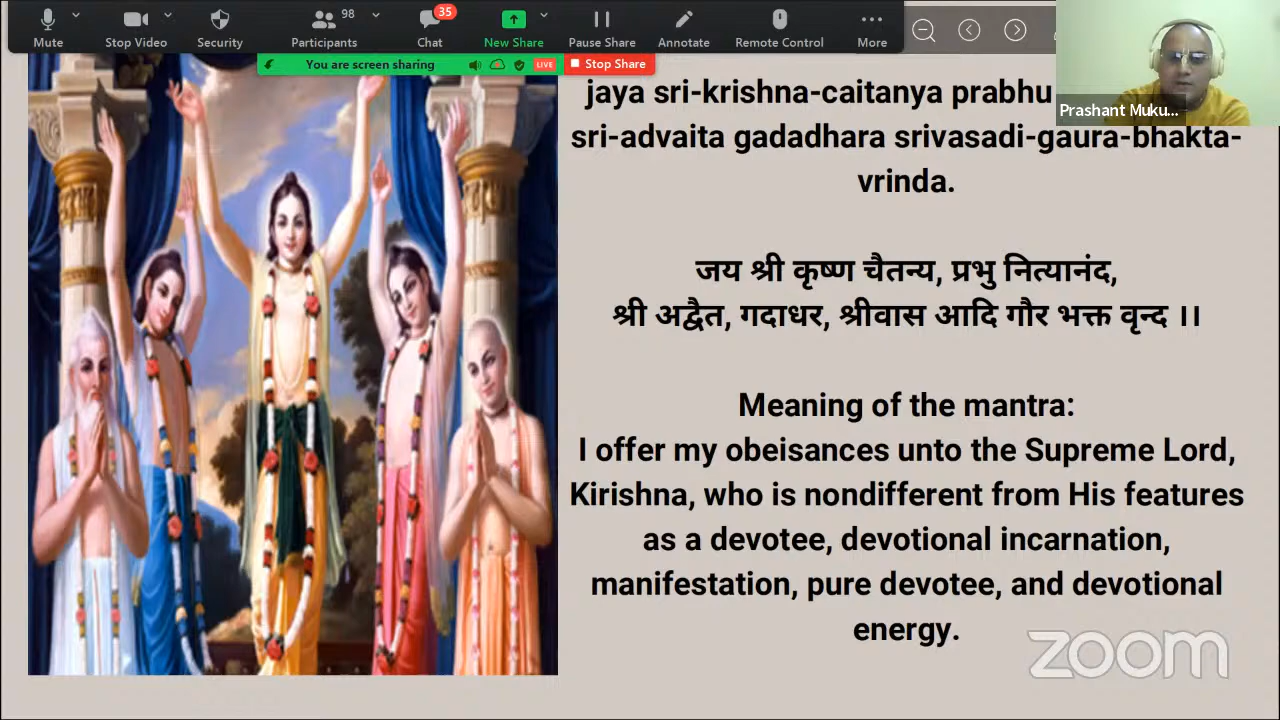 98
35
Mute
Stop Video
Security
Participants
Chat
New Share
Pause Share
Annotate
Remote Control
More
You are screen sharing
LIVE
Stop Share
Prashant Muku...
jaya sri-krishna-caitanya prabhu
sri-advaita gadadhara srivasadi-gaura-bhakta-
vrinda.
जय श्री कृष्ण चैतन्य, प्रभु नित्यानंद,
श्री अद्वैत, गदाधर, श्रीवास आदि गौर भक्त वृन्द ।।
Meaning of the mantra:
I offer my obeisances unto the Supreme Lord,
Kirishna, who is nondifferent from His features
as a devotee, devotional incarnation,
manifestation, pure devotee, and devotional
energy.
zoom